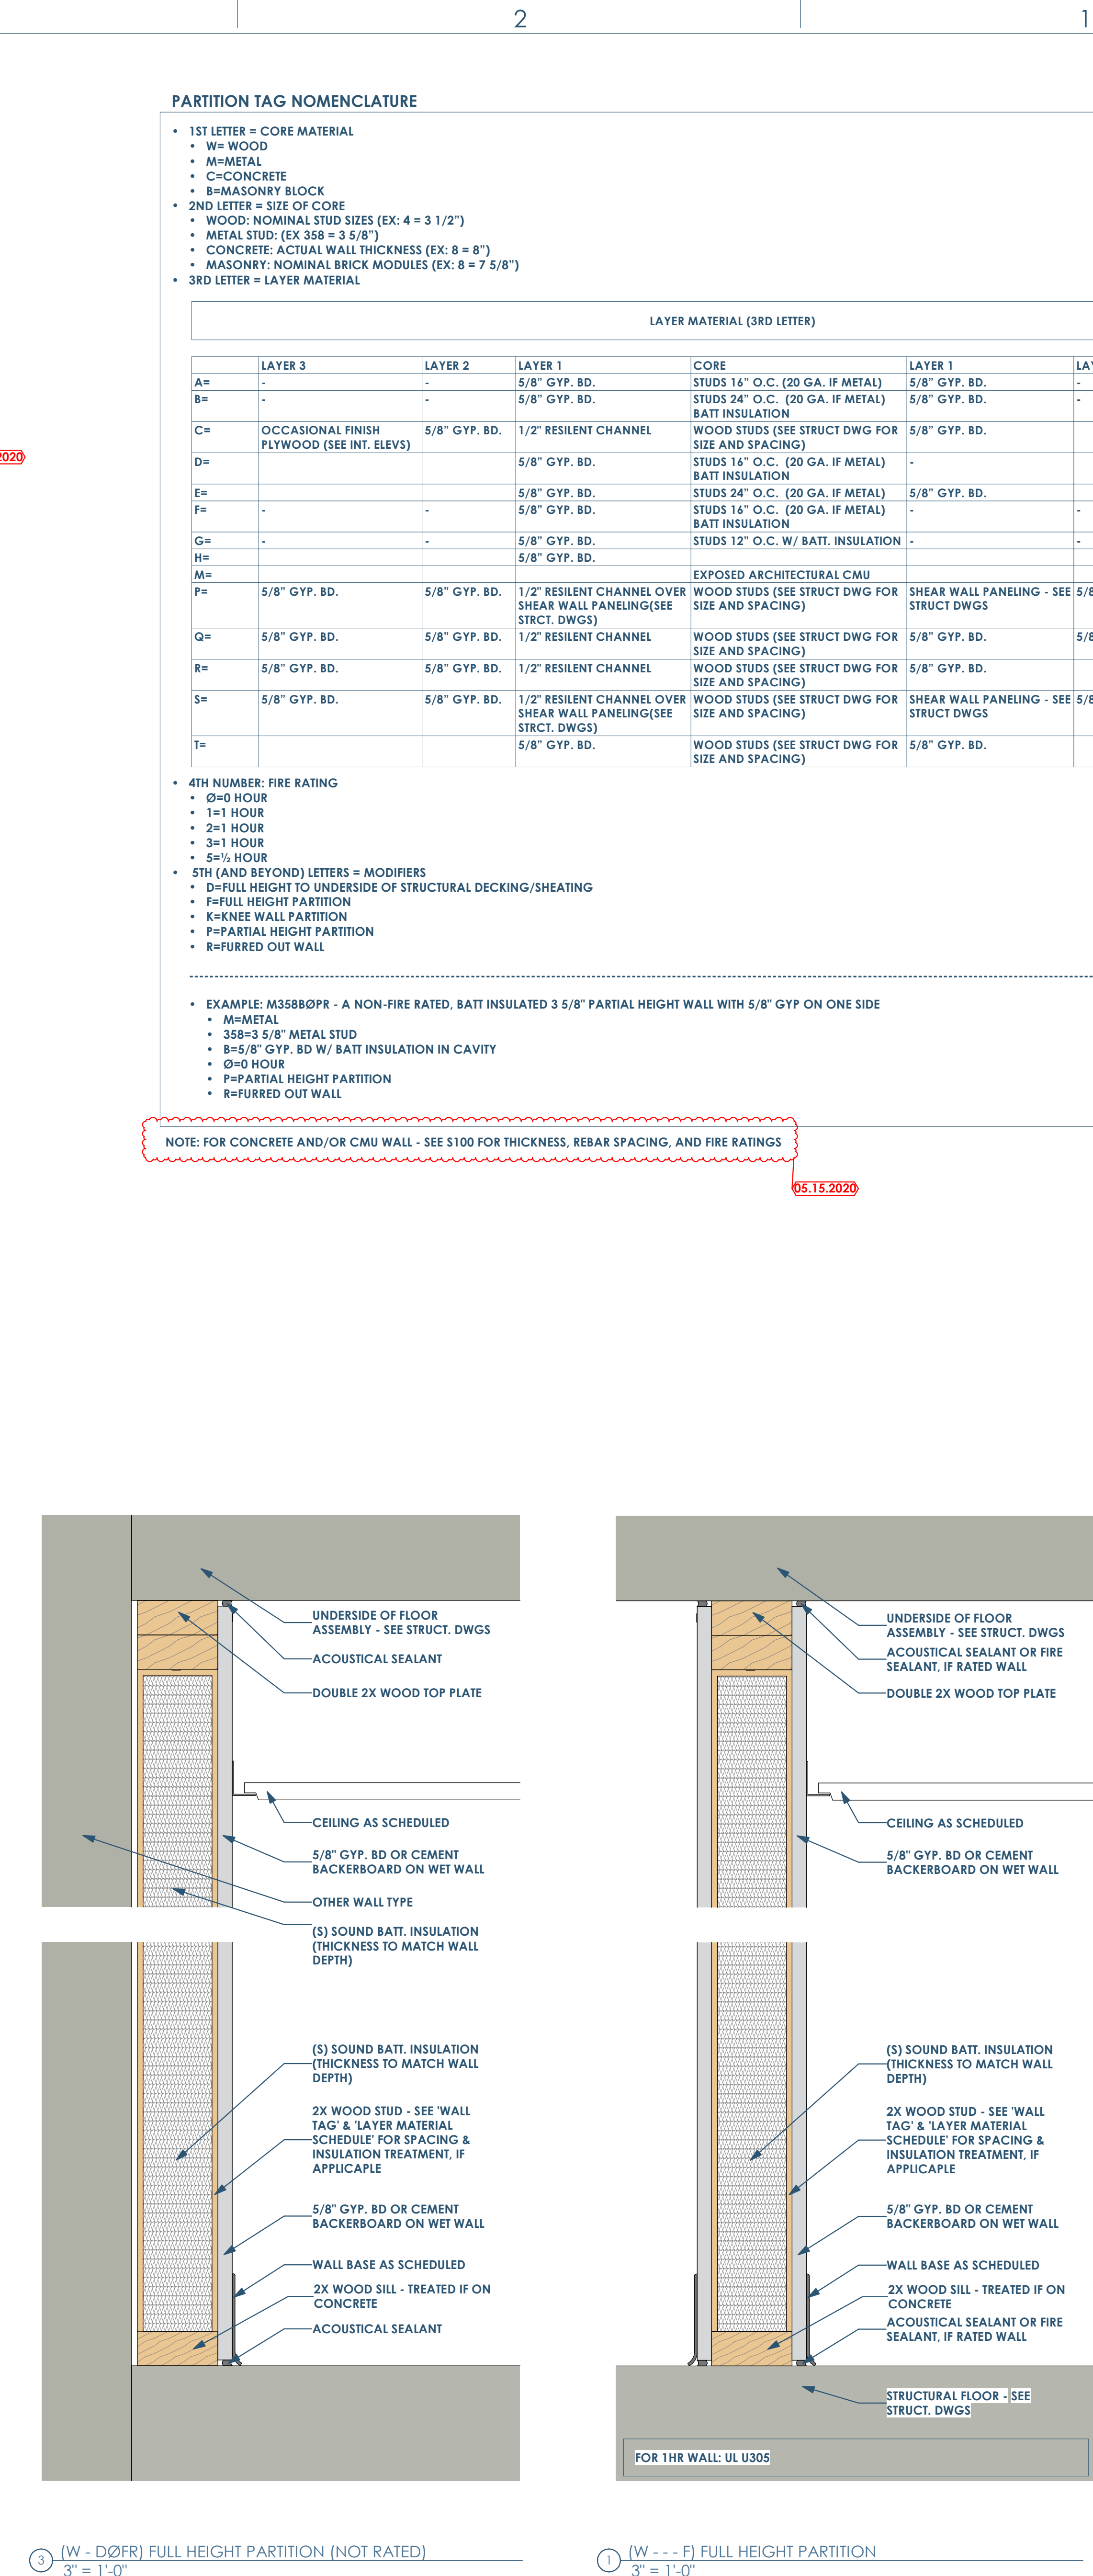 2
1
PARTITION TAG NOMENCLATURE
• 1ST LETTER = CORE MATERIAL
• W= WOOD
• M=METAL
• C=CONCRETE
• B=MASONRY BLOCK
• 2ND LETTER = SIZE OF CORE
• WOOD: NOMINAL STUD SIZES (EX: 4 = 3 1/2")
• METAL STUD: (EX 358 = 3 5/8")
• CONCRETE: ACTUAL WALL THICKNESS (EX: 8 = 8")
• MASONRY: NOMINAL BRICK MODULES (EX: 8 = 7 5/8")
• 3RD LETTER = LAYER MATERIAL
LAYER MATERIAL (3RD LETTER)
LAYER 3 LAYER 2 LAYER 1 CORE LAYER 1
A= - - 5/8" GYP. BD. STUDS 16" O.C. (20 GA. IF METAL) 5/8" GYP. BD. -
B= - - 5/8" GYP. BD. STUDS 24" O.C. (20 GA. IF METAL) 5/8" GYP. BD. -
BATT INSULATION
2020
C= OCCASIONAL FINISH 5/8" GYP. BD. 1/2" RESILENT CHANNEL WOOD STUDS (SEE STRUCT DWG FOR 5/8" GYP. BD.
PLYWOOD (SEE INT. ELEVS) SIZE AND SPACING)
D= 5/8" GYP. BD. STUDS 16" O.C. (20 GA. IF METAL) -
BATT INSULATION
E= 5/8" GYP. BD. STUDS 24" O.C. (20 GA. IF METAL) 5/8" GYP. BD.
F= - - 5/8" GYP. BD. STUDS 16" O.C. (20 GA. IF METAL) - -
BATT INSULATION
G= - - 5/8" GYP. BD. STUDS 12" O.C. W/ BATT. INSULATION - -
H= 5/8" GYP. BD.
M= EXPOSED ARCHITECTURAL CMU
P= 5/8" GYP. BD. 5/8" GYP. BD. 1/2" RESILENT CHANNEL OVER WOOD STUDS (SEE STRUCT DWG FOR SHEAR WALL PANELING - SEE 5/8
SHEAR WALL PANELING(SEE SIZE AND SPACING) STRUCT DWGS
STRCT. DWGS)
Q= 5/8" GYP. BD. 5/8" GYP. BD. 1/2" RESILENT CHANNEL WOOD STUDS (SEE STRUCT DWG FOR 5/8" GYP. BD. 5/8
SIZE AND SPACING)
R= 5/8" GYP. BD. 5/8" GYP. BD. 1/2" RESILENT CHANNEL WOOD STUDS (SEE STRUCT DWG FOR 5/8" GYP. BD.
SIZE AND SPACING)
S= 5/8" GYP. BD. 5/8" GYP. BD. 1/2" RESILENT CHANNEL OVER WOOD STUDS (SEE STRUCT DWG FOR SHEAR WALL PANELING - SEE 5/8
SHEAR WALL PANELING(SEE SIZE AND SPACING) STRUCT DWGS
STRCT. DWGS)
T= 5/8" GYP. BD. WOOD STUDS (SEE STRUCT DWG FOR 5/8" GYP. BD.
SIZE AND SPACING)
• 4TH NUMBER: FIRE RATING
• Ø=0 HOUR
• 1=1 HOUR
• 2=1 HOUR
• 3=1 HOUR
• 5=½ HOUR
• 5TH (AND BEYOND) LETTERS = MODIFIERS
• D=FULL HEIGHT TO UNDERSIDE OF STRUCTURAL DECKING/SHEATING
• F=FULL HEIGHT PARTITION
• K=KNEE WALL PARTITION
• P=PARTIAL HEIGHT PARTITION
• R=FURRED OUT WALL
• EXAMPLE: M358BØPR - A NON-FIRE RATED, BATT INSULATED 3 5/8" PARTIAL HEIGHT WALL WITH 5/8" GYP ON ONE SIDE
• M=METAL
• 358=3 5/8" METAL STUD
• B=5/8" GYP. BD W/ BATT INSULATION IN CAVITY
• Ø=0 HOUR
• P=PARTIAL HEIGHT PARTITION
• R=FURRED OUT WALL
NOTE: FOR CONCRETE AND/OR CMU WALL - SEE S100 FOR THICKNESS, REBAR SPACING, AND FIRE RATINGS
05.15.2020
UNDERSIDE OF FLOOR
ASSEMBLY - SEE STRUCT. DWGS
ACOUSTICAL SEALANT
DOUBLE 2X WOOD TOP PLATE
CEILING AS SCHEDULED
5/8" GYP. BD OR CEMENT
BACKERBOARD ON WET WALL
OTHER WALL TYPE
(S) SOUND BATT. INSULATION
(THICKNESS TO MATCH WALL
DEPTH)
(S) SOUND BATT. INSULATION
(THICKNESS TO MATCH WALL
DEPTH)
2X WOOD STUD - SEE 'WALL
TAG' & 'LAYER MATERIAL
SCHEDULE' FOR SPACING &
INSULATION TREATMENT, IF
APPLICAPLE
5/8" GYP. BD OR CEMENT
BACKERBOARD ON WET WALL
WALL BASE AS SCHEDULED
2X WOOD SILL - TREATED IF ON
CONCRETE
ACOUSTICAL SEALANT
3 (W - DØFR) FULL HEIGHT PARTITION (NOT RATED)
3" = 1'-0"
UNDERSIDE OF FLOOR
ASSEMBLY - SEE STRUCT. DWGS
ACOUSTICAL SEALANT OR FIRE
SEALANT, IF RATED WALL
DOUBLE 2X WOOD TOP PLATE
CEILING AS SCHEDULED
5/8" GYP. BD OR CEMENT
BACKERBOARD ON WET WALL
(S) SOUND BATT. INSULATION
(THICKNESS TO MATCH WALL
DEPTH)
2X WOOD STUD - SEE 'WALL
TAG' & 'LAYER MATERIAL
SCHEDULE' FOR SPACING &
INSULATION TREATMENT, IF
APPLICAPLE
5/8" GYP. BD OR CEMENT
BACKERBOARD ON WET WALL
WALL BASE AS SCHEDULED
2X WOOD SILL - TREATED IF ON
CONCRETE
ACOUSTICAL SEALANT OR FIRE
SEALANT, IF RATED WALL
STRUCTURAL FLOOR - SEE
STRUCT. DWGS
FOR 1HR WALL: UL U305
1 (W - - - F) FULL HEIGHT PARTITION
3" = 1'-0"